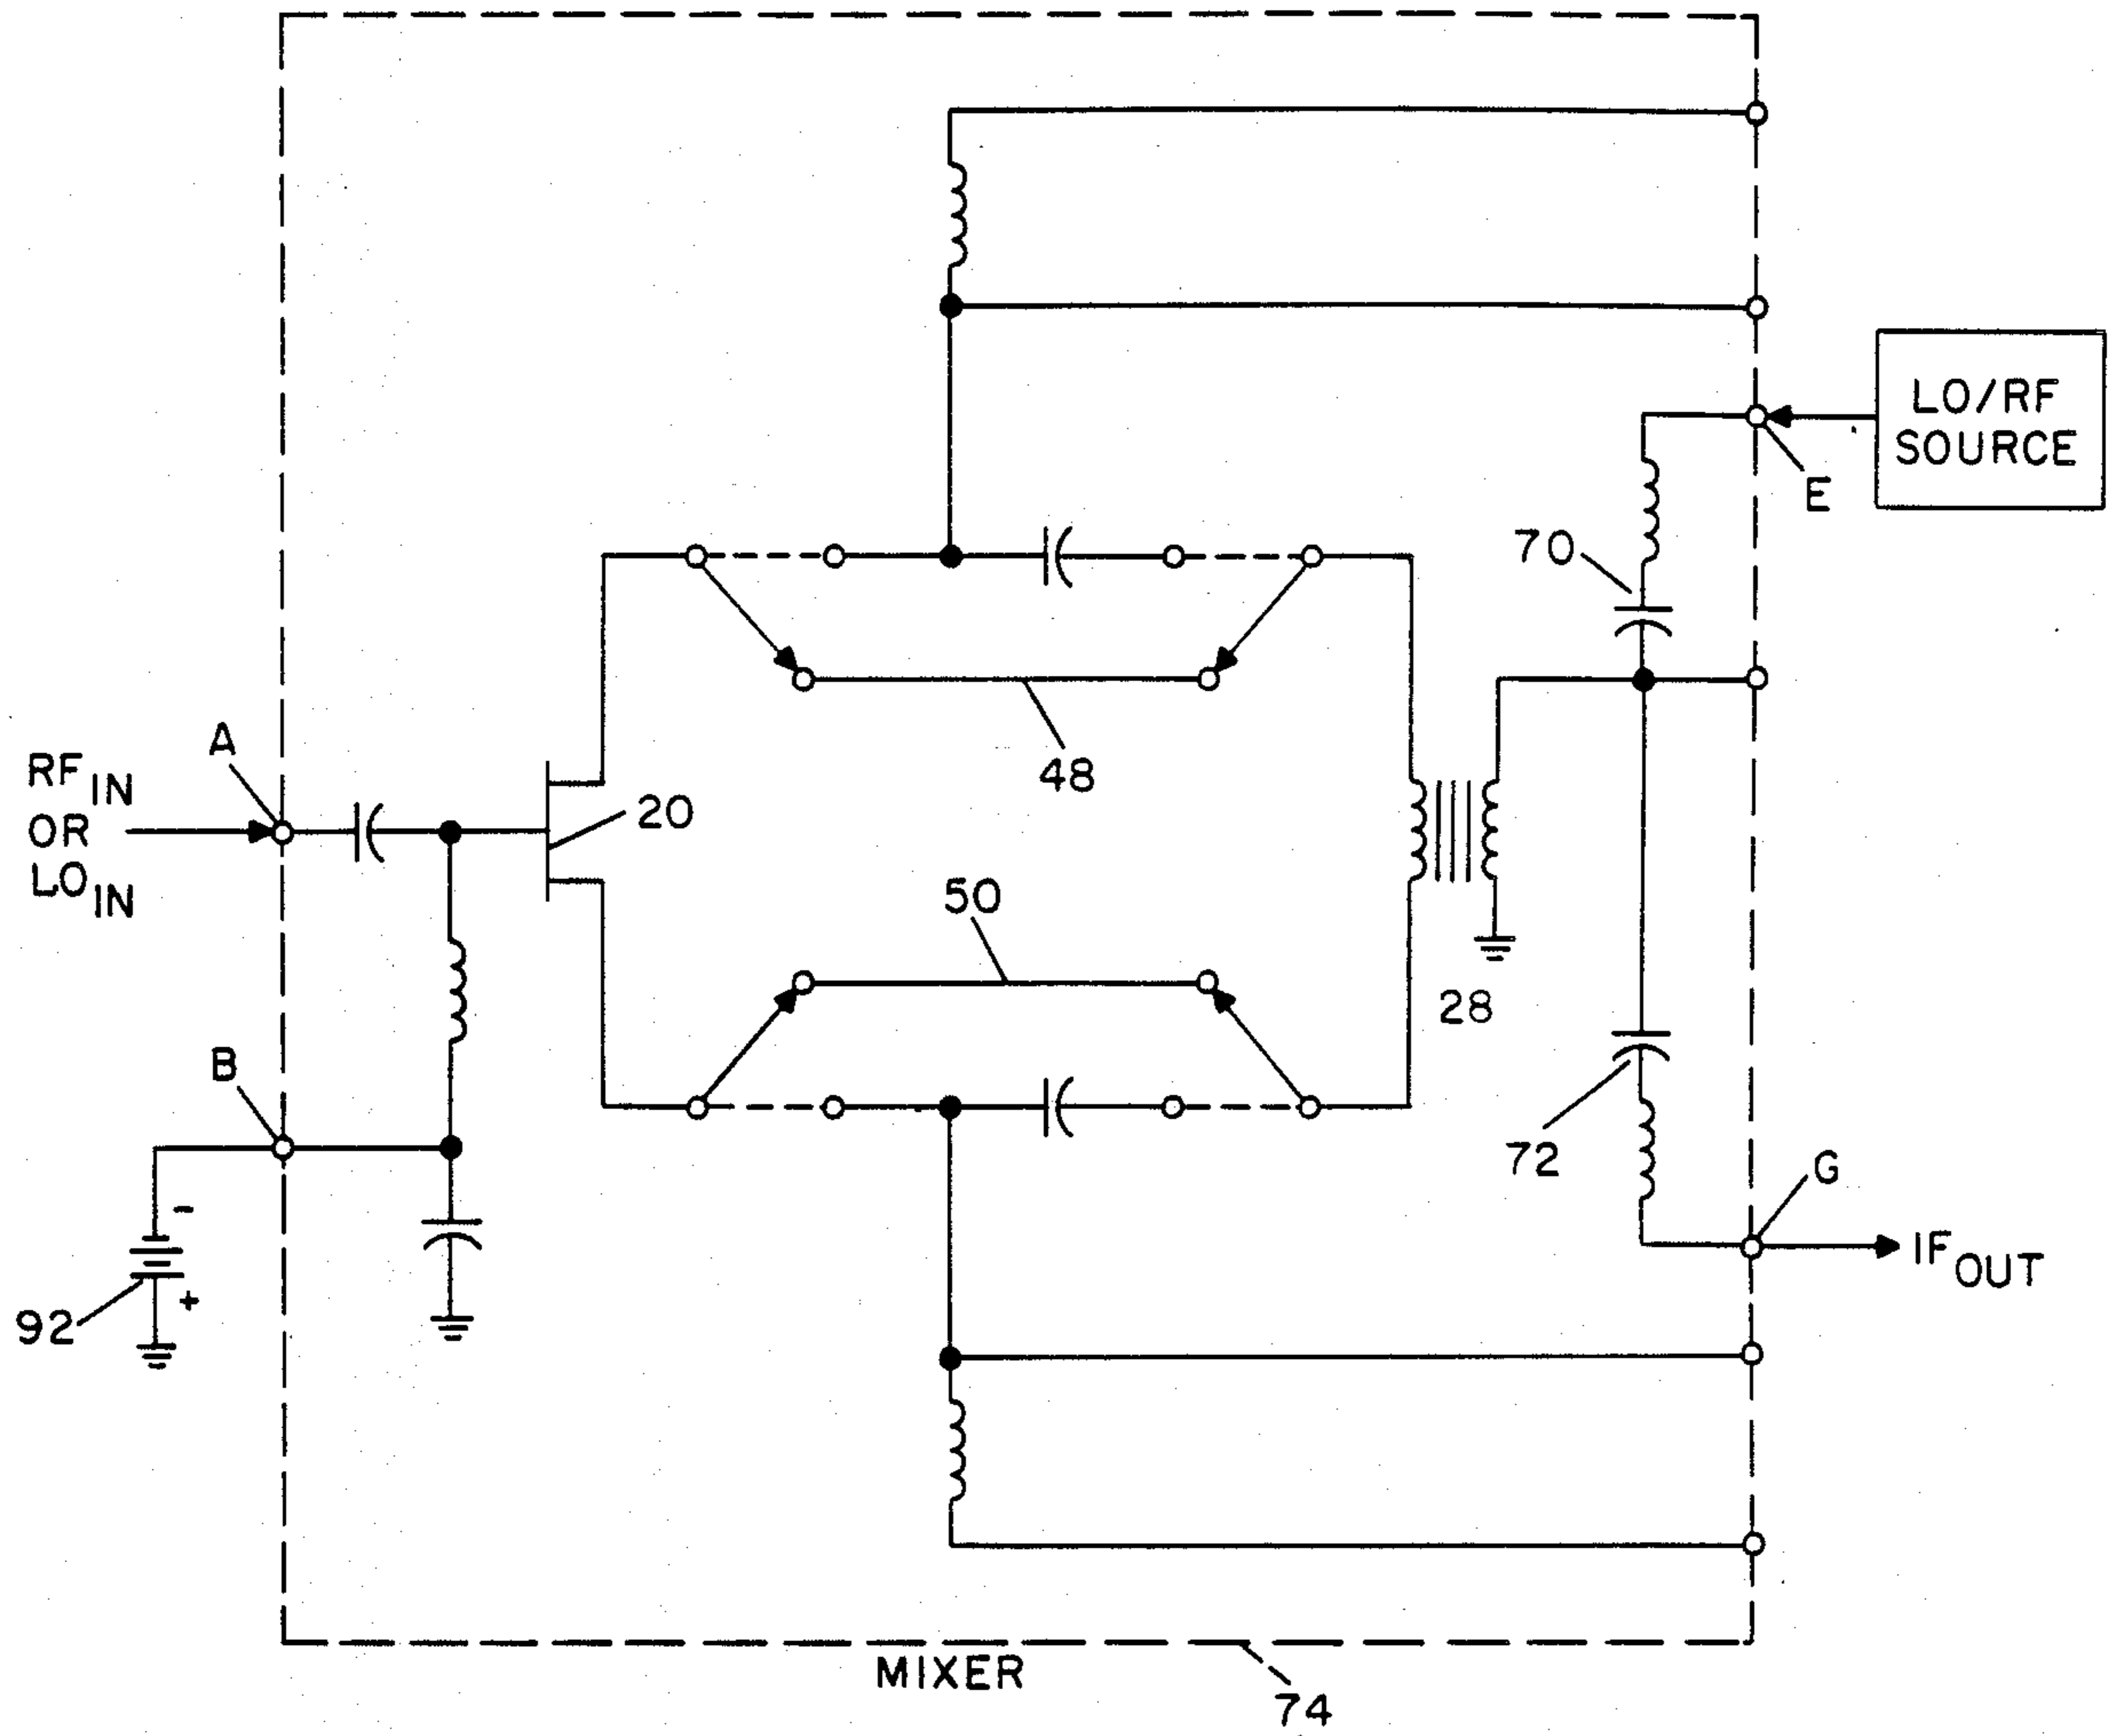 LO/RF
SOURCE
E
70
A
RF IN
OR
LO IN
48
20
50
28
B
72
G
-
+
92
IF OUT
MIXER
74